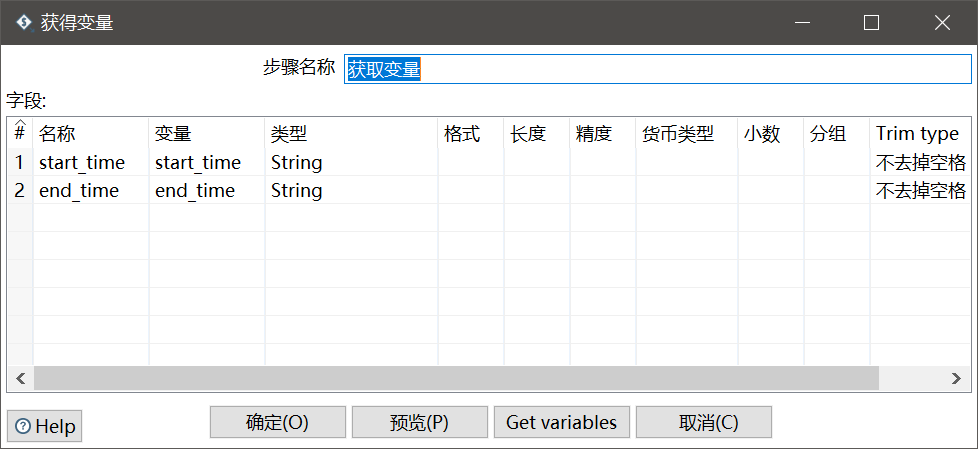 获得变量
步骤名称 获取变量
字段:
# 名称 变量 类型 格式 长度 精度 货币类型 小数 分组 Trim type
1 start_time start_time String 不去掉空格
2 end_time end_time String 不去掉空格
Help 确定(O) 预览(P) Get variables 取消(C)